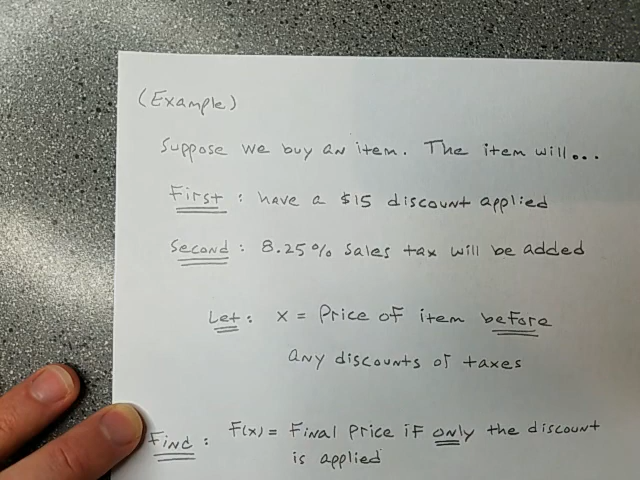 (Example)
Suppose we buy an item. The item will...
First: have a $15 discount applied
Second: 8.25% sales tax will be added
Let: x = Price of item before
any discounts or taxes
Find: F(x) = Final price if only the discount
is applied